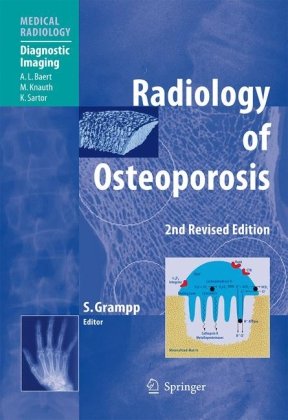 MEDICAL
RADIOLOGY
Diagnostic
Imaging
A. L. Baert
M. Knauth
K. Sartor
Radiology
of
Osteoporosis
2nd Revised Edition
S. Grampp
Editor
Springer